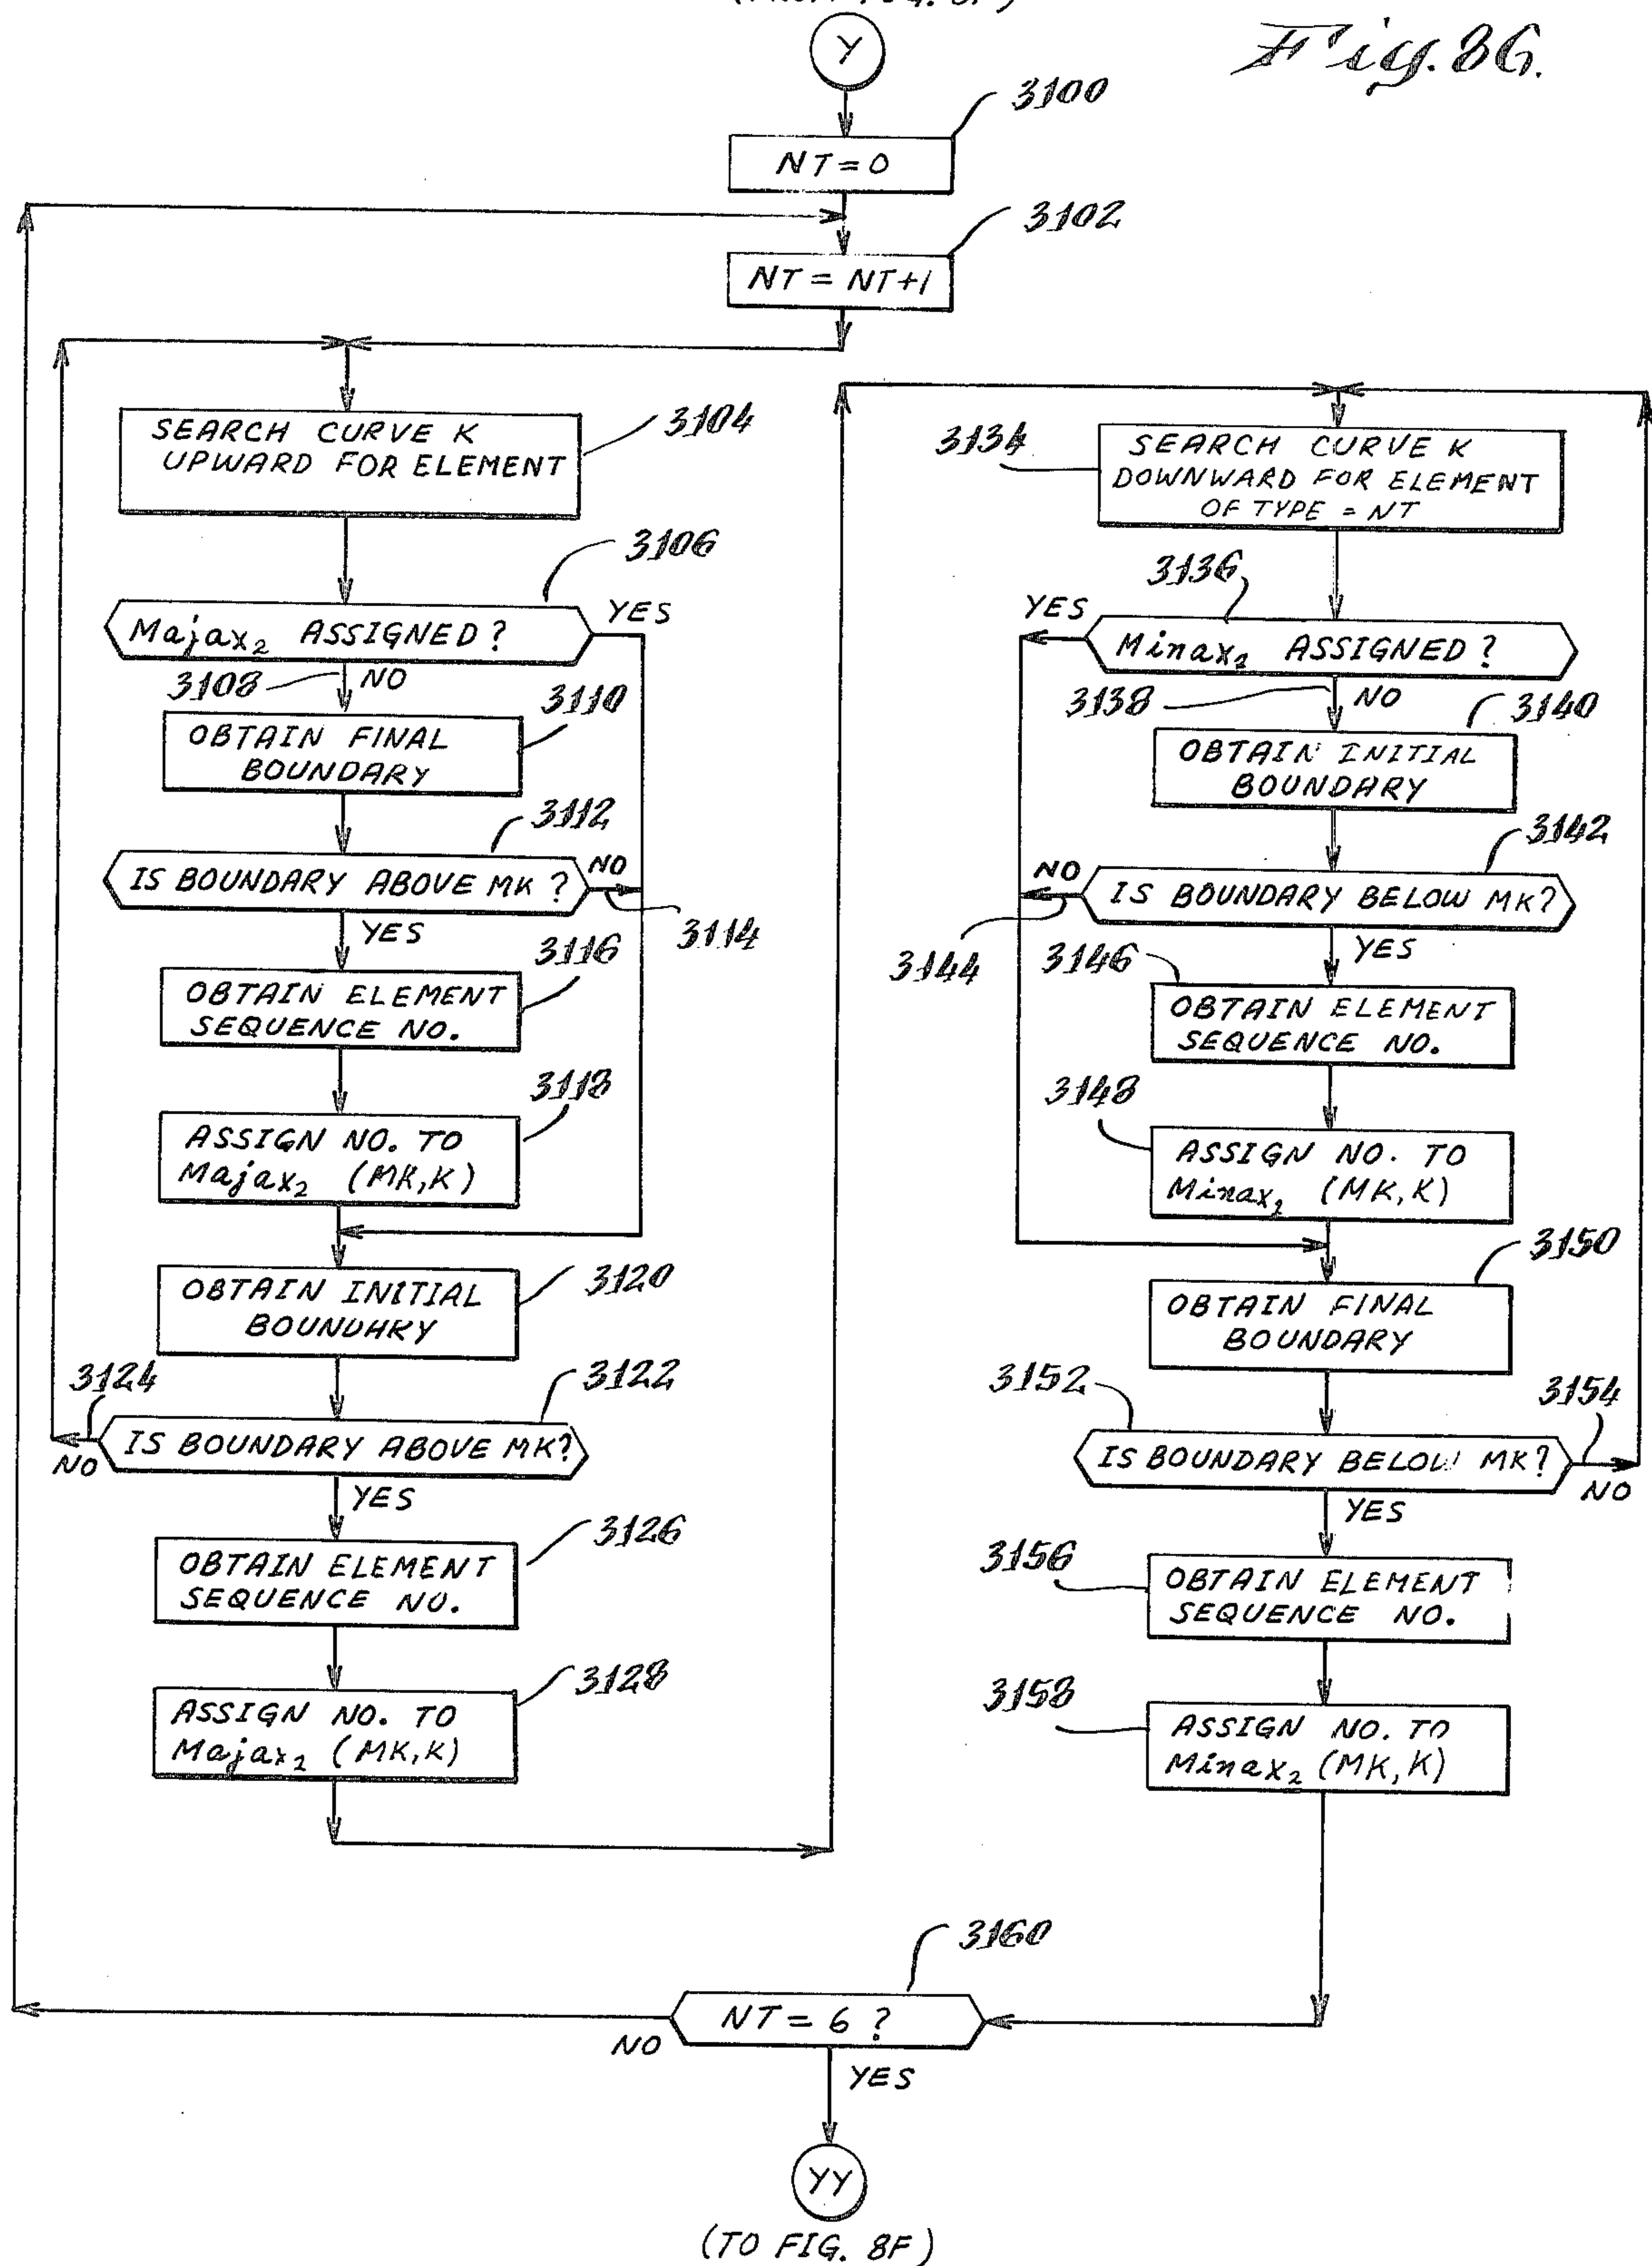 (FROM FIG.
Y
Fig. 8G.
3100
NT = 0
3102
NT = NT+1
3104
SEARCH CURVE K
UPWARD FOR ELEMENT
3106
Majax₂ ASSIGNED?
YES
3108
NO
3110
OBTAIN FINAL
BOUNDARY
3112
IS BOUNDARY ABOVE MK?
NO
3114
YES
3116
OBTAIN ELEMENT
SEQUENCE NO.
3118
ASSIGN NO. TO
Majax₂ (MK,K)
3120
OBTAIN INITIAL
BOUNDARY
3122
3124
IS BOUNDARY ABOVE MK?
NO
YES
3126
OBTAIN ELEMENT
SEQUENCE NO.
3128
ASSIGN NO. TO
Majax₂ (MK,K)
3134
SEARCH CURVE K
DOWNWARD FOR ELEMENT
OF TYPE = NT
3136
YES
Minax₁ ASSIGNED?
3138
NO
3140
OBTAIN INITIAL
BOUNDARY
3142
NO
IS BOUNDARY BELOW MK?
3144
YES
3146
OBTAIN ELEMENT
SEQUENCE NO.
3148
ASSIGN NO. TO
Minax₁ (MK,K)
3150
OBTAIN FINAL
BOUNDARY
3152
3154
IS BOUNDARY BELOW MK?
NO
YES
3156
OBTAIN ELEMENT
SEQUENCE NO.
3158
ASSIGN NO. TO
Minax₂ (MK,K)
3160
NT = 6 ?
NO
YES
YY
(TO FIG. 8F)